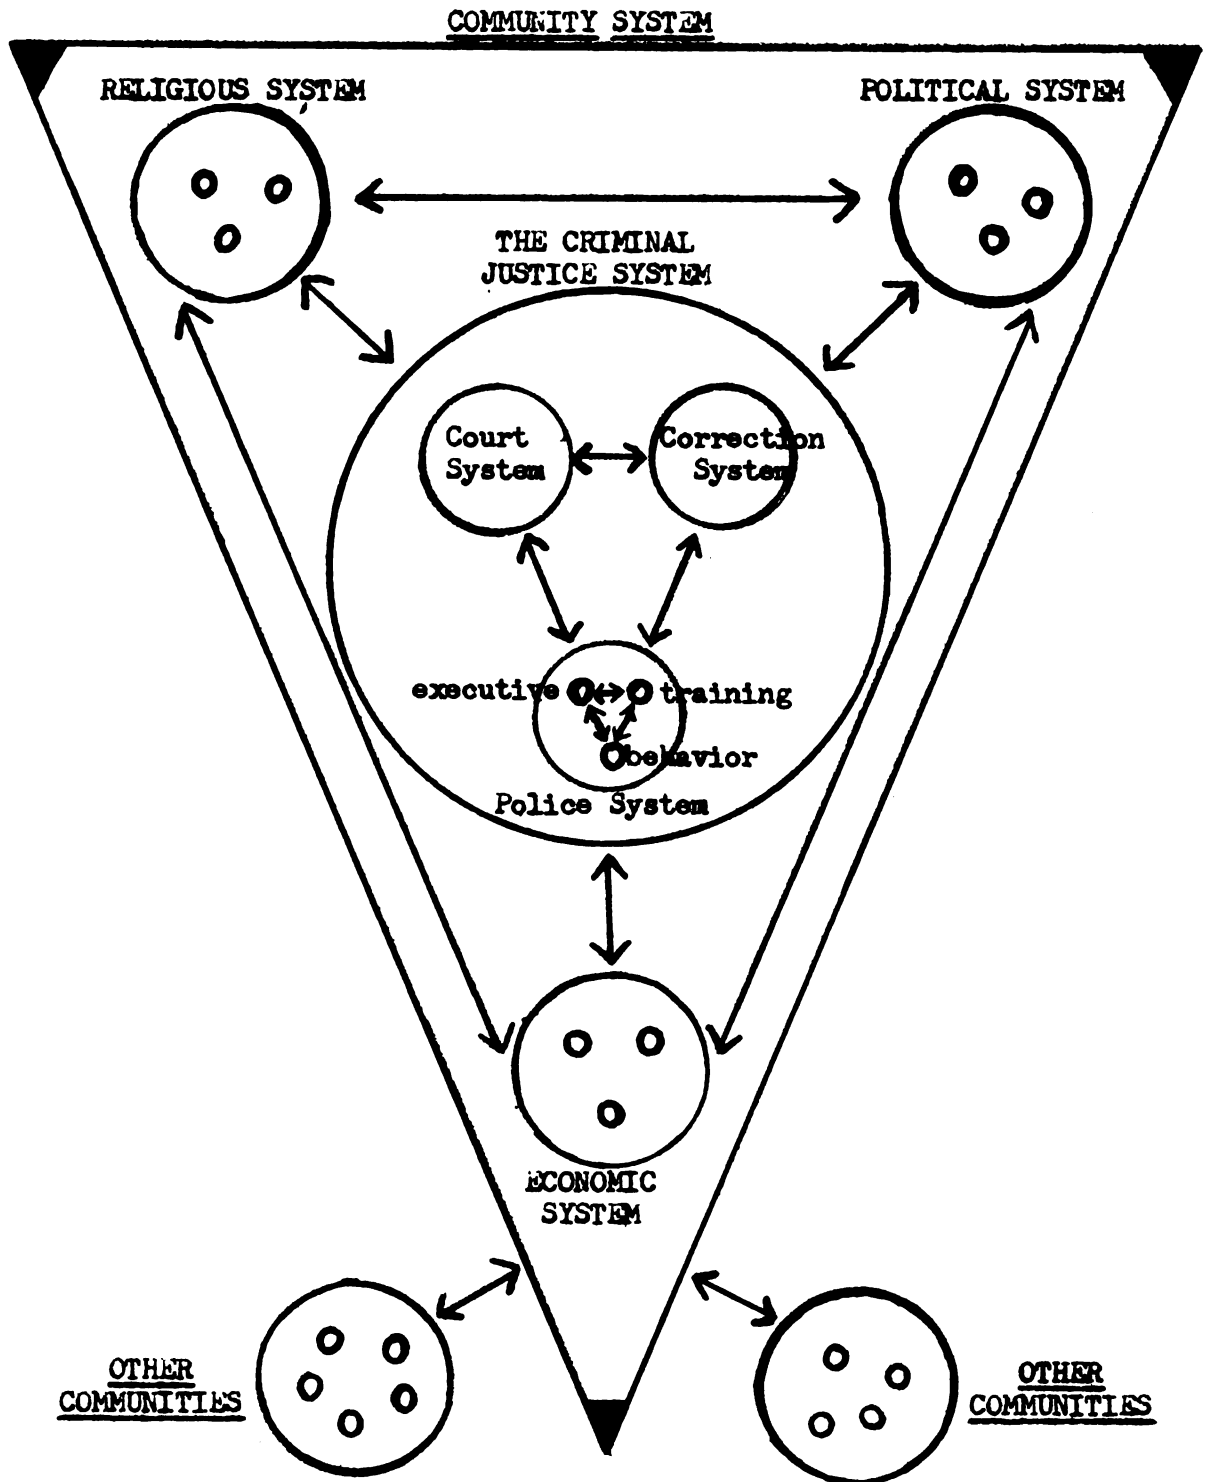 COMMUNITY SYSTEM
RELIGIOUS SYSTEM
POLITICAL SYSTEM
THE CRIMINAL
JUSTICE SYSTEM
Court
System
Correction
System
executive
training
behavior
Police System
ECONOMIC
SYSTEM
OTHER
COMMUNITIES
OTHER
COMMUNITIES